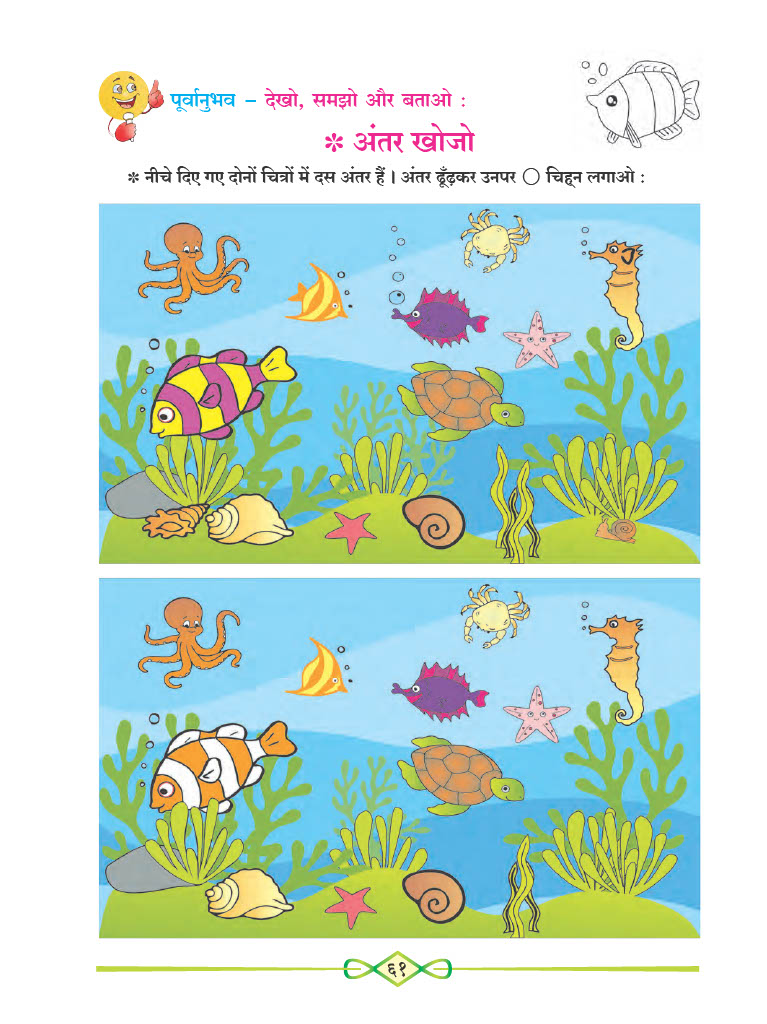 पूर्वानुभव – देखो, समझो और बताओ :
✼ अंतर खोजो
✼ नीचे दिए गए दोनों चित्रों में दस अंतर हैं । अंतर ढूँढ़कर उनपर ○ चिह्न लगाओ :
६१